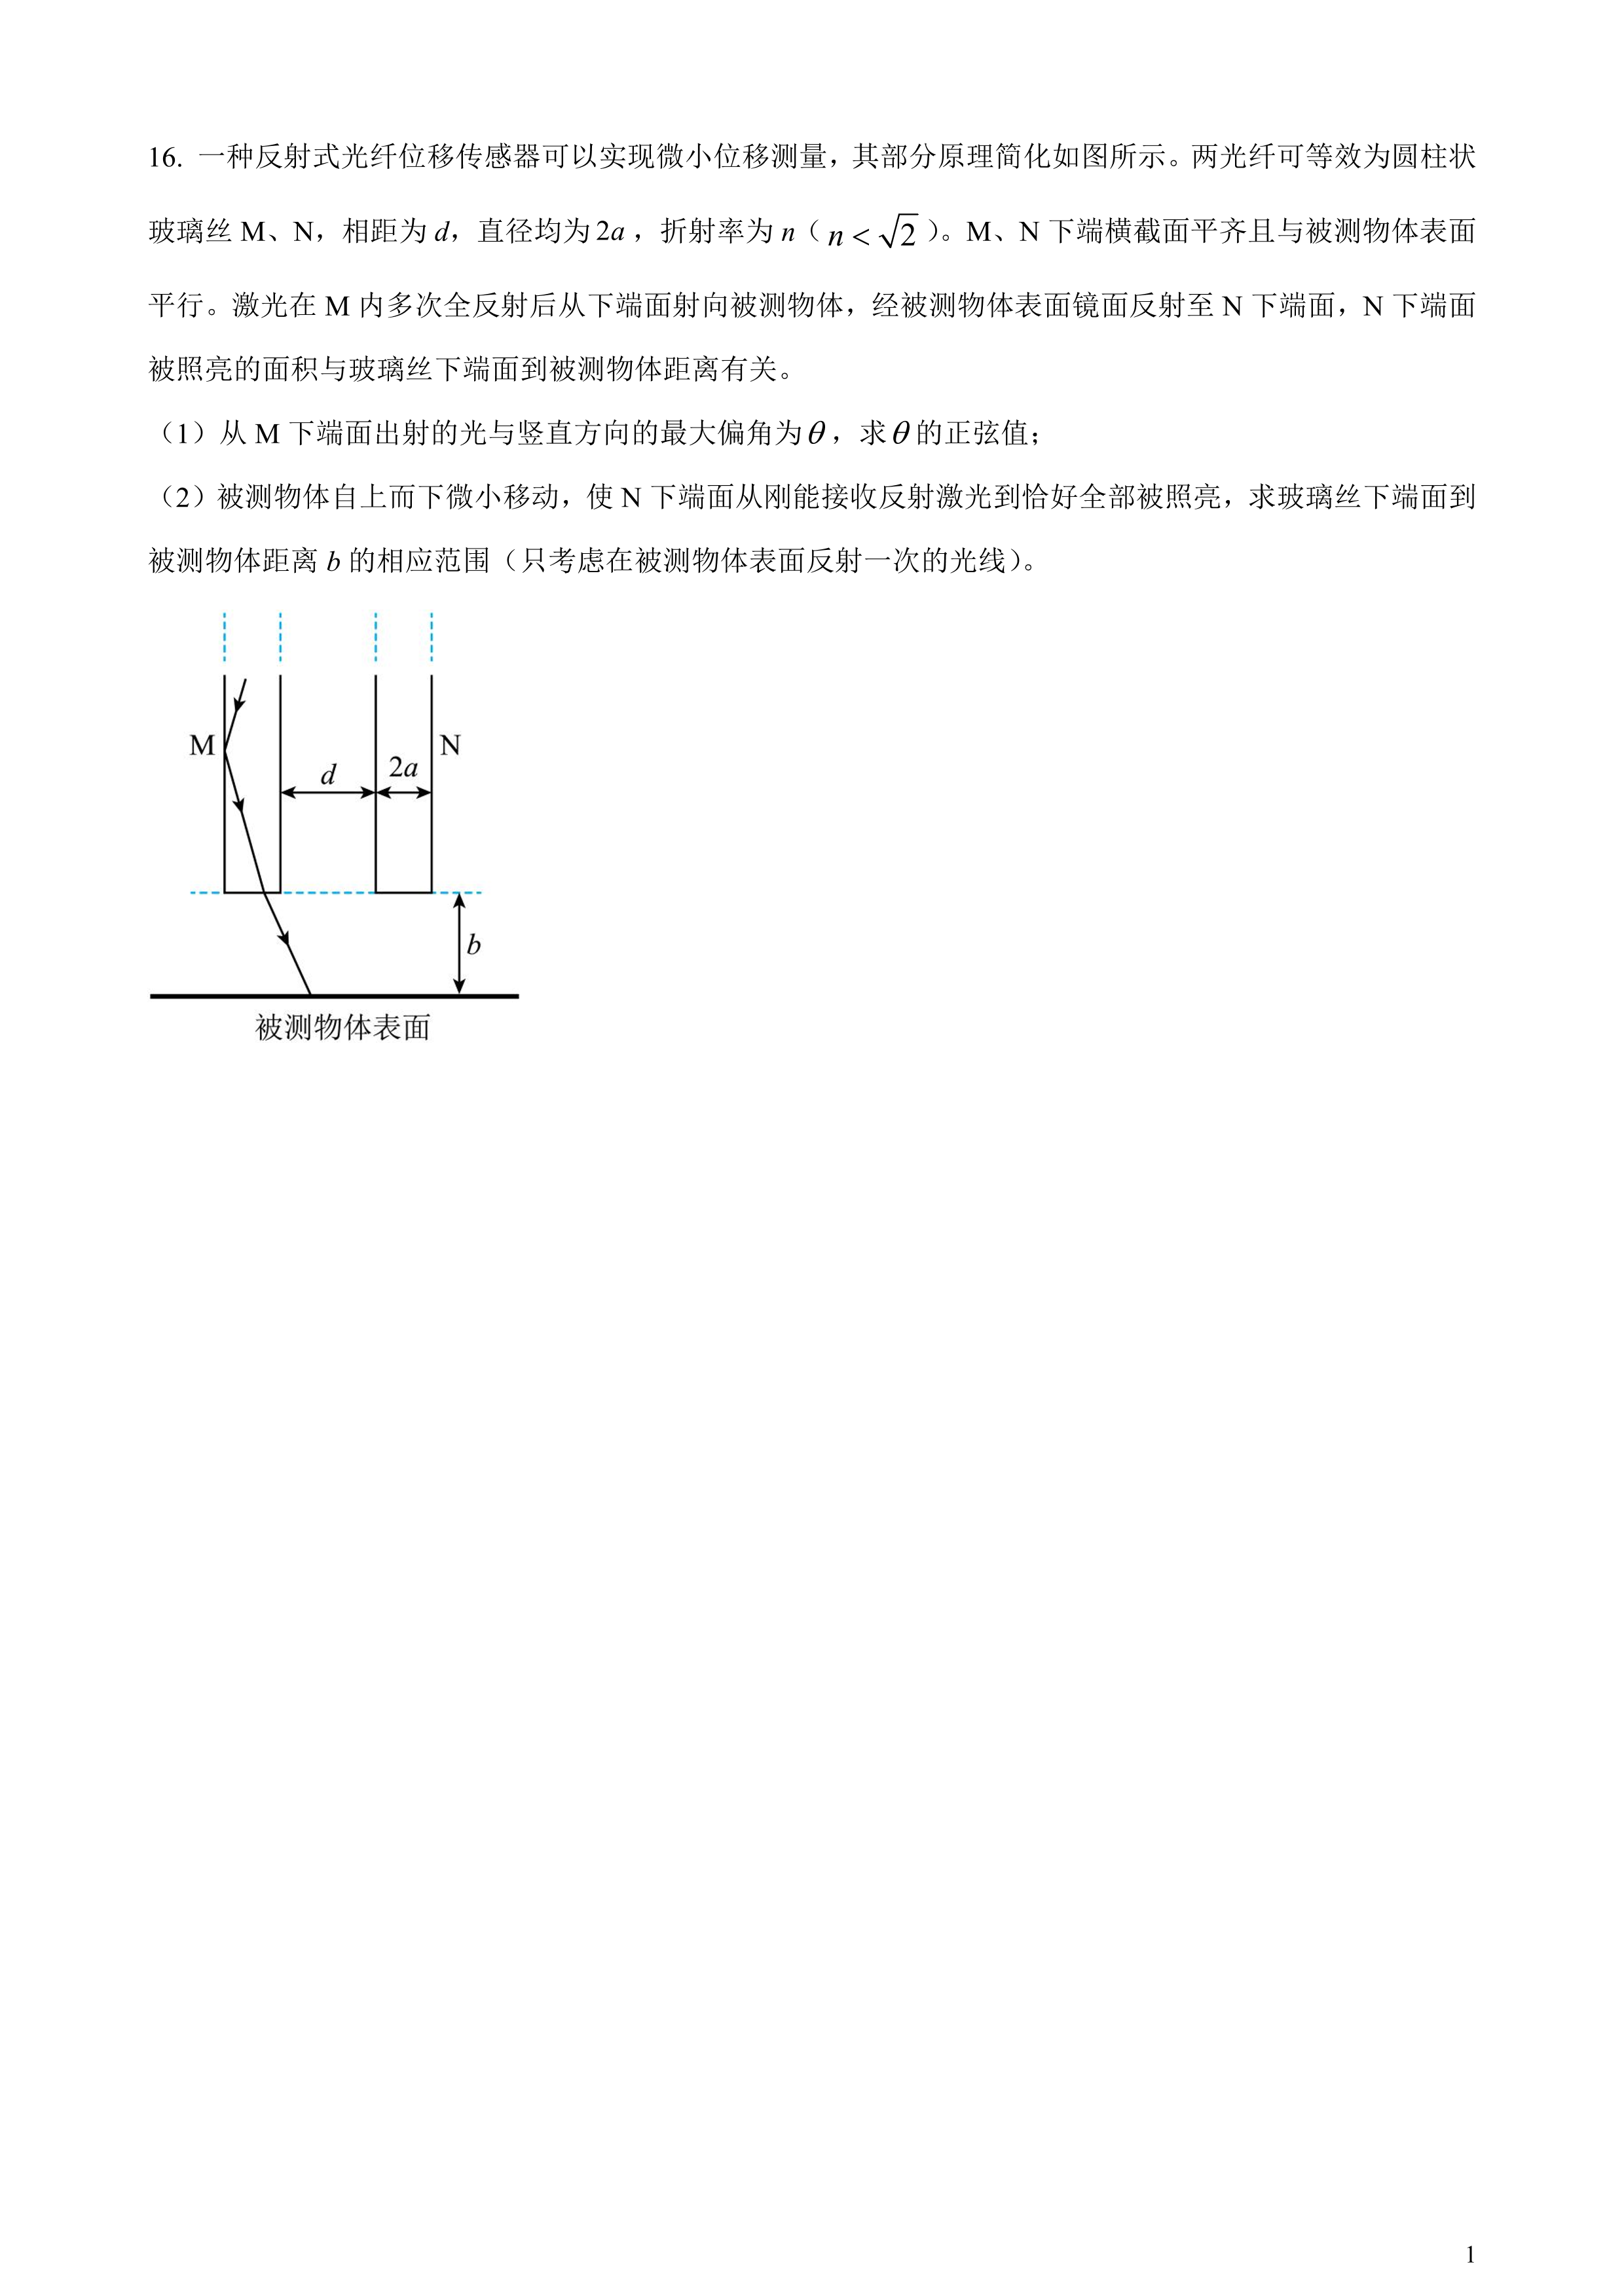 16. 一种反射式光纤位移传感器可以实现微小位移测量，其部分原理简化如图所示。两光纤可等效为圆柱状
玻璃丝 M、N，相距为 d，直径均为 2a，折射率为 n（n < √2）。M、N 下端横截面平齐且与被测物体表面
平行。激光在 M 内多次全反射后从下端面射向被测物体，经被测物体表面镜面反射至 N 下端面，N 下端面
被照亮的面积与玻璃丝下端面到被测物体距离有关。
（1）从 M 下端面出射的光与竖直方向的最大偏角为θ，求θ的正弦值；
（2）被测物体自上而下微小移动，使 N 下端面从刚能接收反射激光到恰好全部被照亮，求玻璃丝下端面到
被测物体距离 b 的相应范围（只考虑在被测物体表面反射一次的光线）。
M
N
d
2a
b
被测物体表面
1